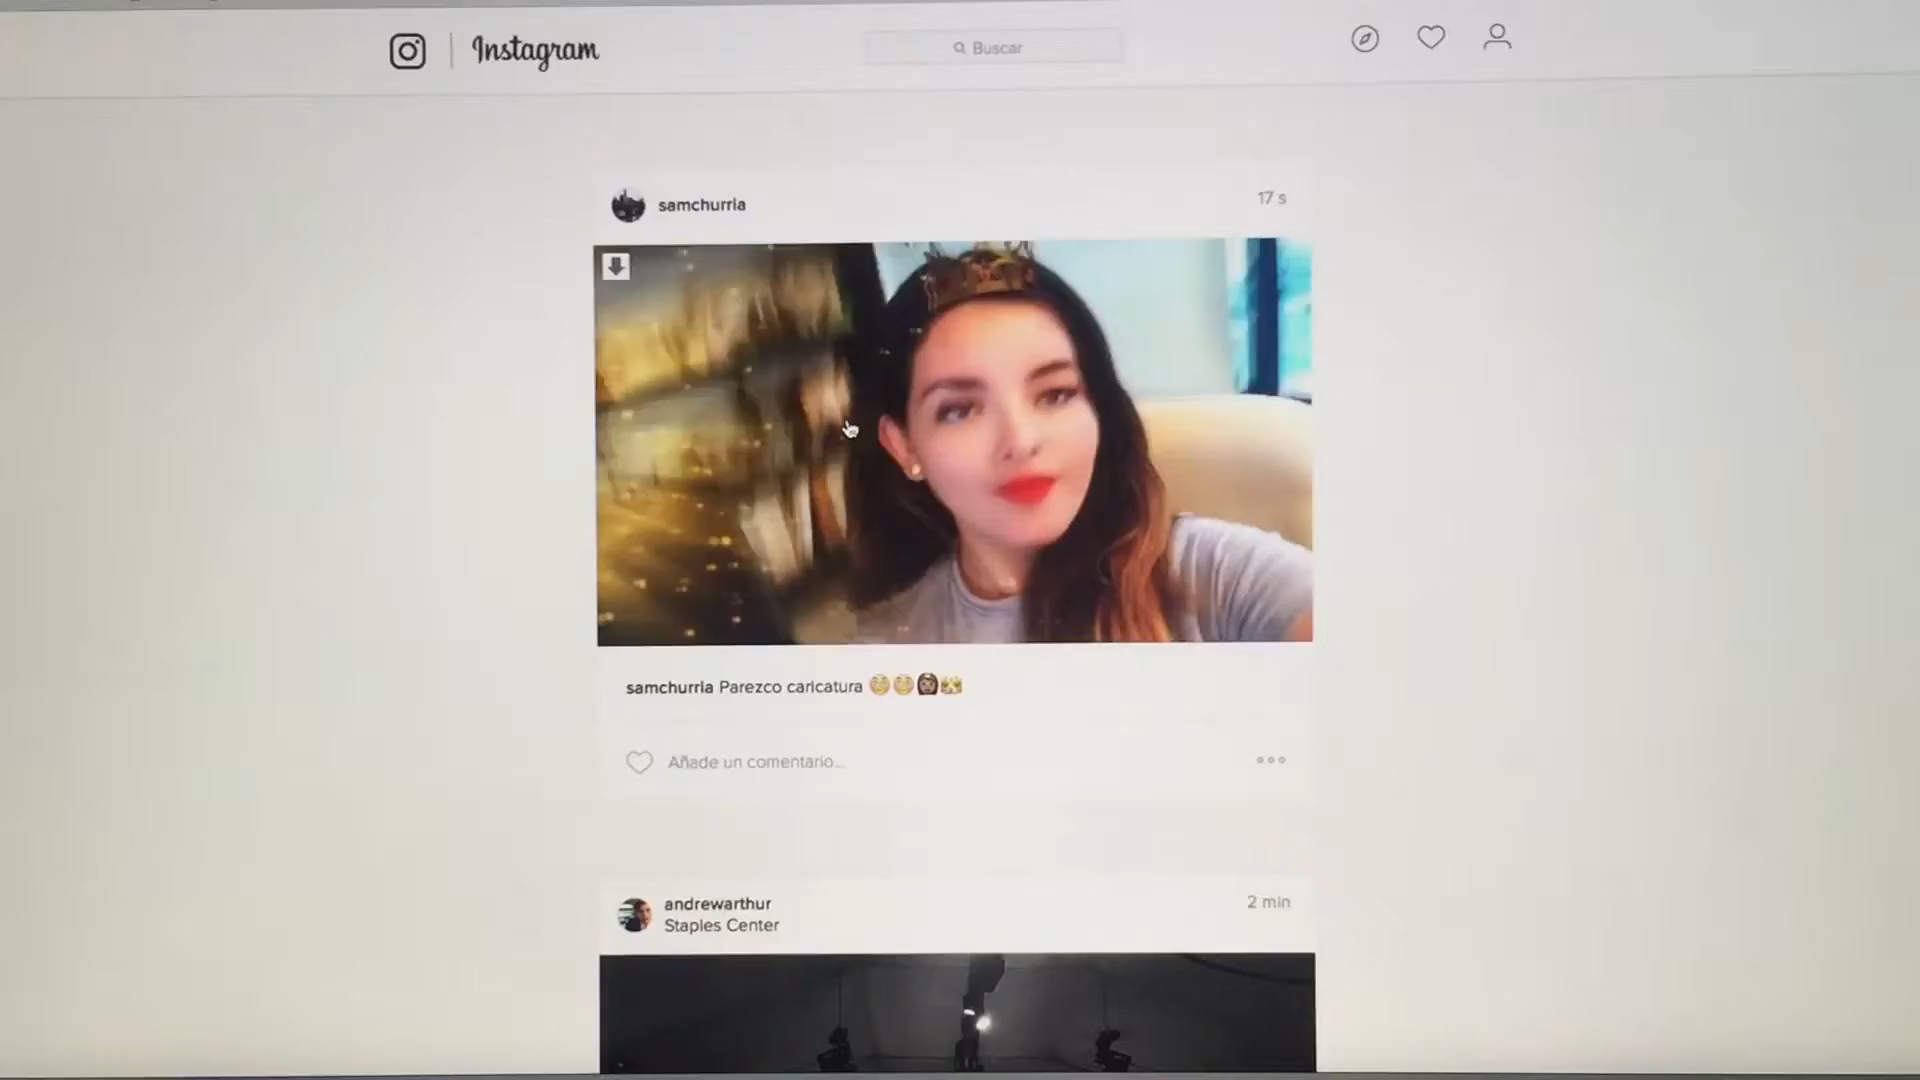 Instagram
Buscar
samchurria
17 s
samchurria Parezco caricatura
Añade un comentario...
andrewarthur
2 min
Staples Center